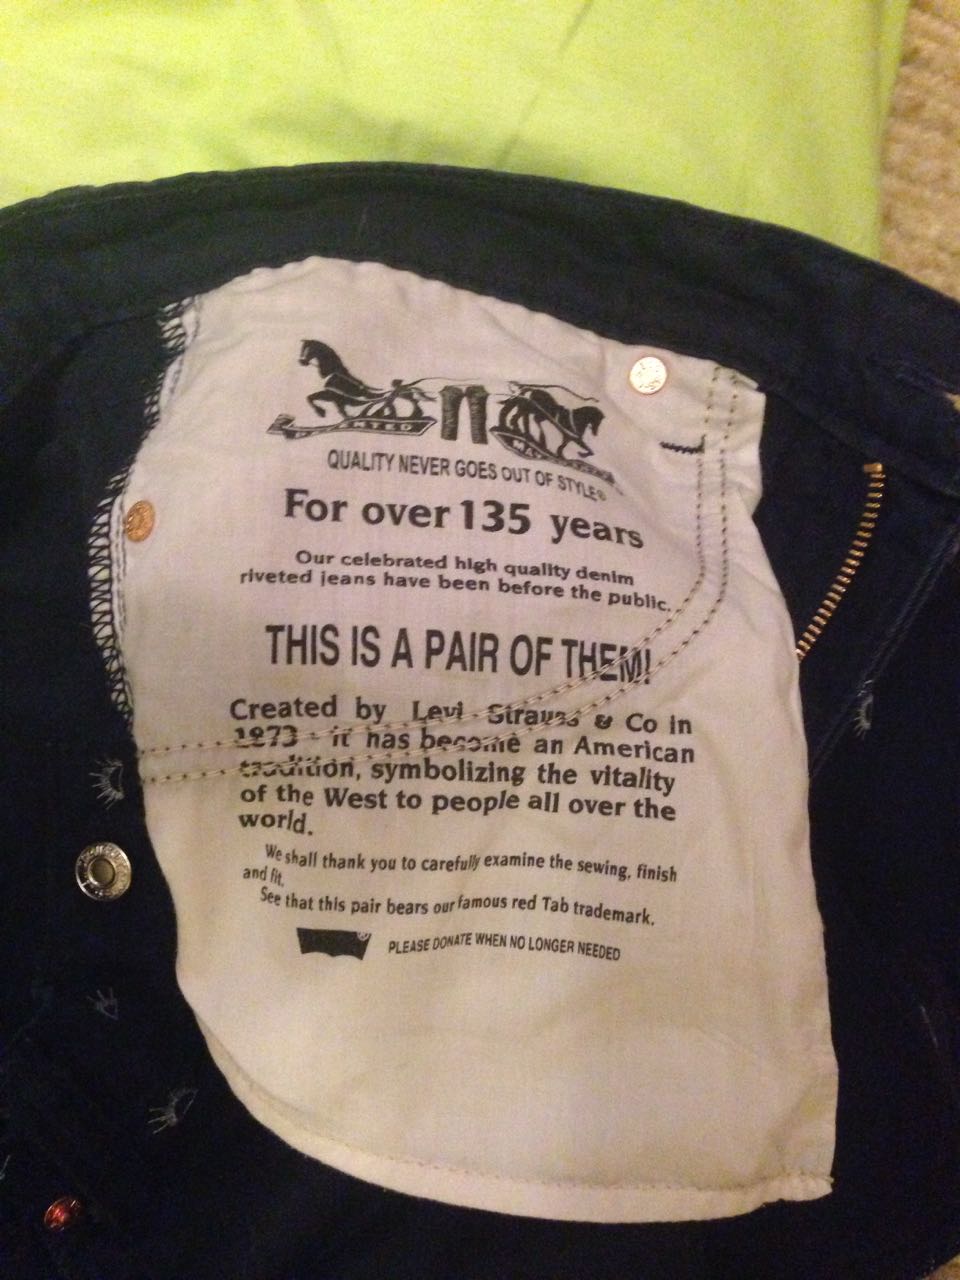 PATENTED
QUALITY NEVER GOES OUT OF STYLE®
For over 135 years
Our celebrated high quality denim
riveted jeans have been before the public.
THIS IS A PAIR OF THEM!
Created by Levi Strauss & Co in
1873 - it has become an American
tradition, symbolizing the vitality
of the West to people all over the
world.
We shall thank you to carefully examine the sewing, finish
and fit.
See that this pair bears our famous red Tab trademark.
® PLEASE DONATE WHEN NO LONGER NEEDED